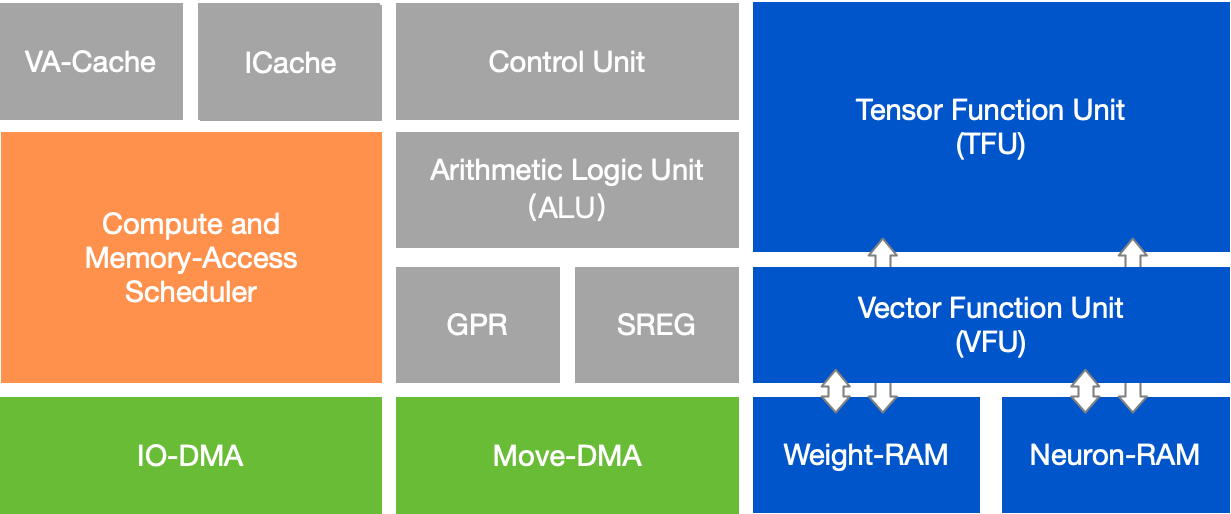 VA-Cache
ICache
Control Unit
Tensor Function Unit
(TFU)
Arithmetic Logic Unit
(ALU)
Compute and
Memory-Access
Scheduler
GPR
SREG
Vector Function Unit
(VFU)
IO-DMA
Move-DMA
Weight-RAM
Neuron-RAM